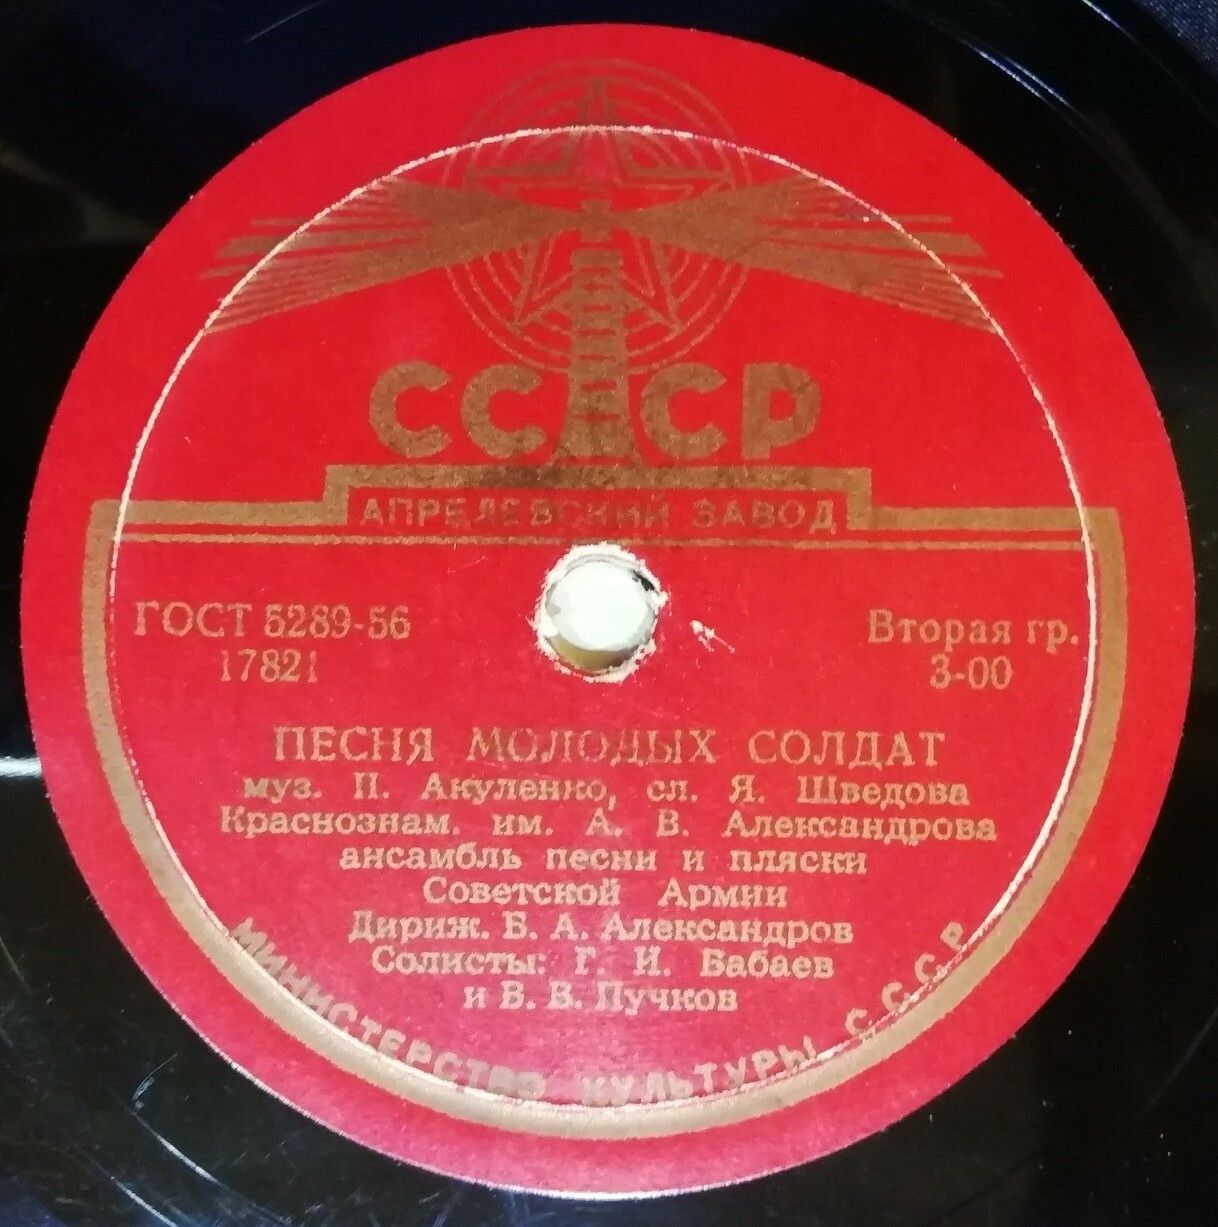 СССР
АПРЕЛЕВСКИЙ ЗАВОД
ГОСТ 5289-56
17821
Вторая гр.
3-00
ПЕСНЯ МОЛОДЫХ СОЛДАТ
муз. П. Акуленко, сл. Я. Шведова
Краснознам. им. А. В. Александрова
ансамбль песни и пляски
Советской Армии
Дириж. Б. А. Александров
Солисты: Г. И. Бабаев
и В. В. Пучков
МИНИСТЕРСТВО КУЛЬТУРЫ С.С.С.Р